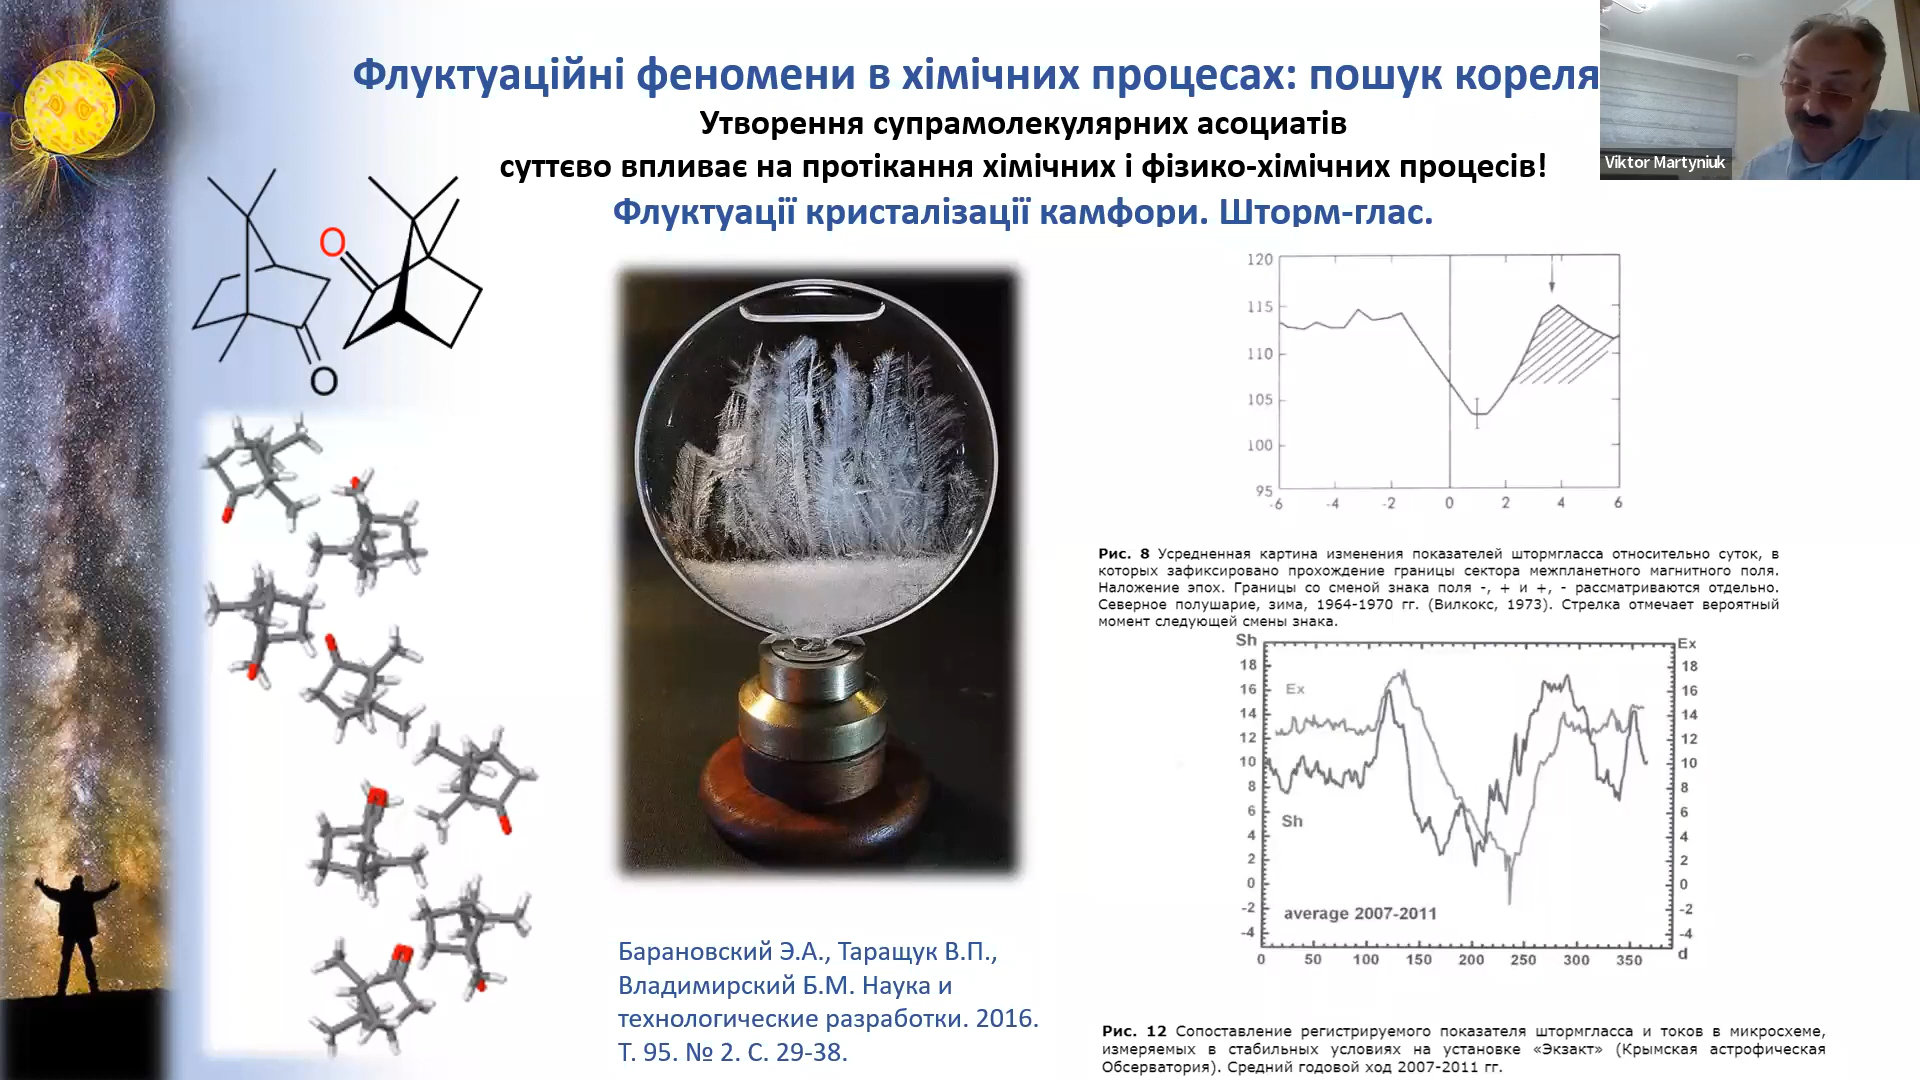 Флуктуаційні феномени в хімічних процесах: пошук кореля
Утворення супрамолекулярних асоциатів
суттєво впливає на протікання хімічних і фізико-хімічних процесів!
Флуктуації кристалізації камфори. Шторм-глас.
Viktor Martyniuk
O
O
120
115
110
105
100
95
-6 -4 -2 0 2 4 6
Рис. 8 Усредненная картина изменения показателей штормгласса относительно суток, в
которых зафиксировано прохождение границы сектора межпланетного магнитного поля.
Наложение эпох. Границы со сменой знака поля -, + и +, - рассматриваются отдельно.
Северное полушарие, зима, 1964-1970 гг. (Вилкокс, 1973). Стрелка отмечает вероятный
момент следующей смены знака.
Sh Ex
18 18
16 Ex 16
14 14
12 12
10 10
8 8
6 Sh 6
4 4
2 2
0 0
-2 average 2007-2011 -2
-4 -4
0 50 100 150 200 250 300 350 d
Барановский Э.А., Таращук В.П.,
Владимирский Б.М. Наука и
технологические разработки. 2016.
Т. 95. № 2. С. 29-38.
Рис. 12 Сопоставление регистрируемого показателя штормгласса и токов в микросхеме,
измеряемых в стабильных условиях на установке «Экзакт» (Крымская астрофическая
Обсерватория). Средний годовой ход 2007-2011 гг.